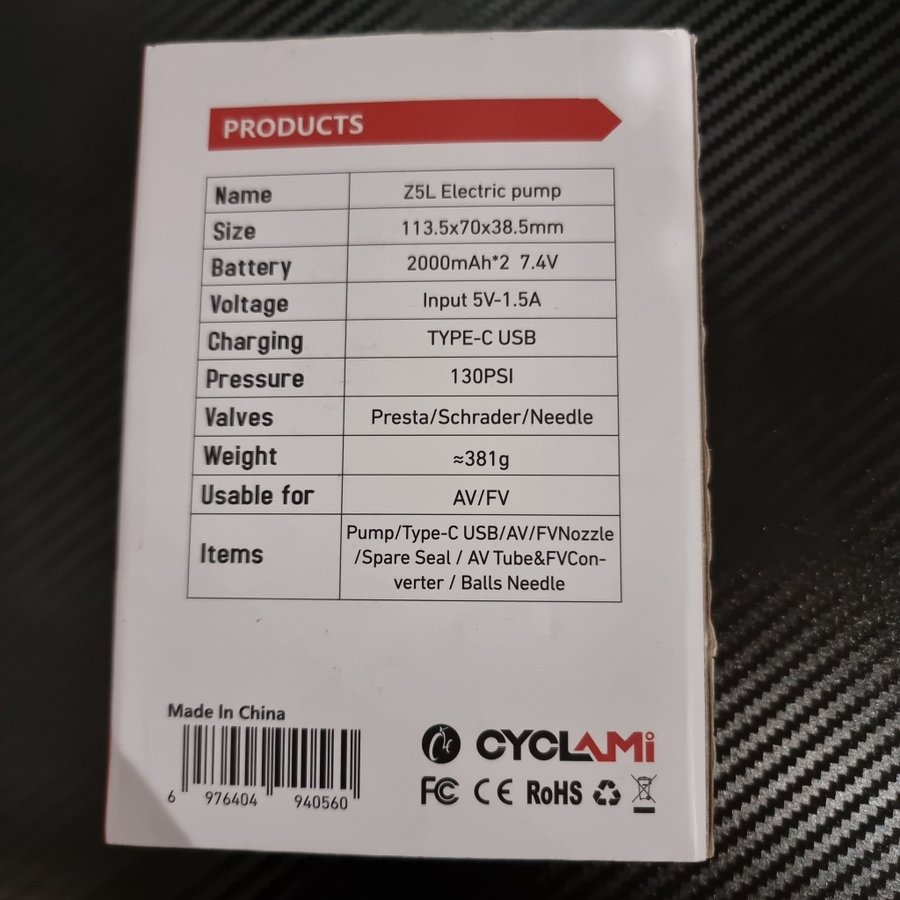 PRODUCTS
Name Z5L Electric pump
Size 113.5x70x38.5mm
Battery 2000mAh*2 7.4V
Voltage Input 5V-1.5A
Charging TYPE-C USB
Pressure 130PSI
Valves Presta/Schrader/Needle
Weight ≈381g
Usable for AV/FV
Items Pump/Type-C USB/AV/FVNozzle
/Spare Seal / AV Tube&FVCon-
verter / Balls Needle
Made In China
6 976404 940560
CYCLAMi
FC CE RoHS